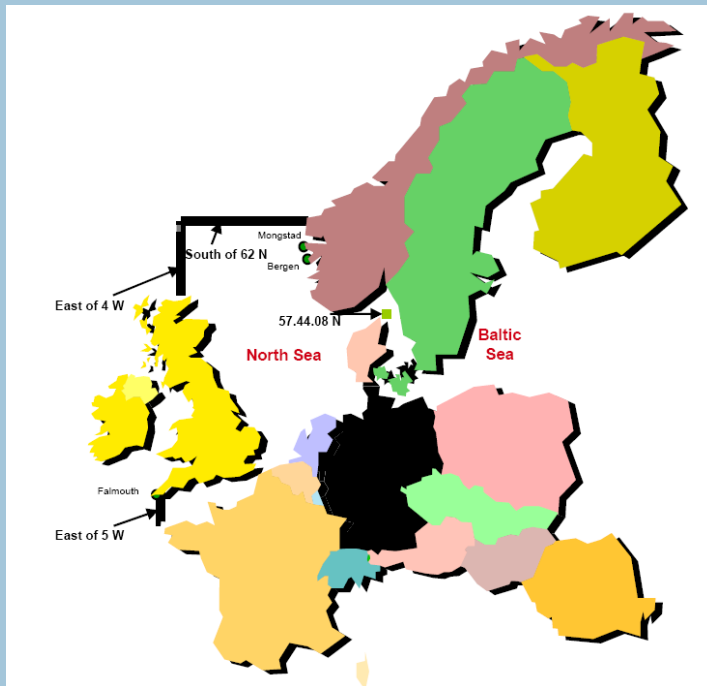 Mongstad
South of 62 N
Bergen
East of 4 W
57.44.08 N
Baltic
Sea
North Sea
Falmouth
East of 5 W